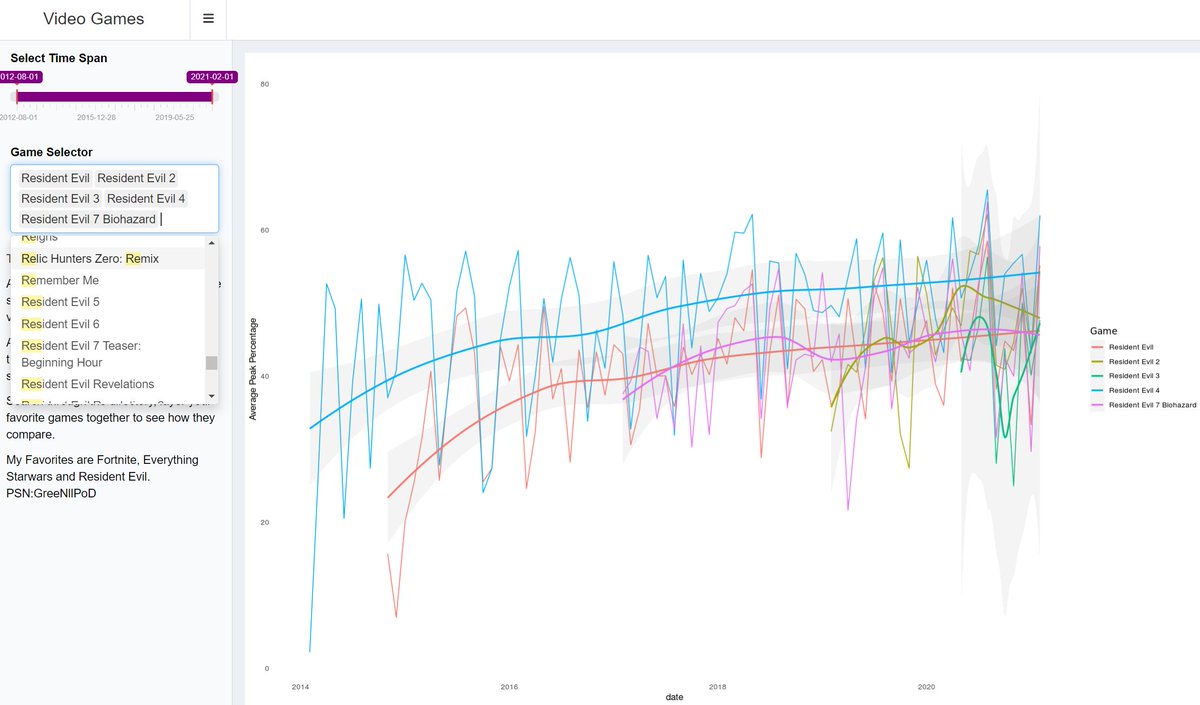 Video Games
Select Time Span
012-08-01
2021-02-01
2012-08-01
2015-12-28
2019-05-25
Game Selector
Resident Evil
Resident Evil 2
Resident Evil 3
Resident Evil 4
Resident Evil 7 Biohazard
Reigns
Relic Hunters Zero: Remix
Remember Me
Resident Evil 5
Resident Evil 6
Resident Evil 7 Teaser:
Beginning Hour
Resident Evil Revelations
favorite games together to see how they
compare.
My Favorites are Fortnite, Everything
Starwars and Resident Evil.
PSN:GreeNllPoD
Average Peak Percentage
80
60
40
20
0
2014
2016
2018
2020
date
Game
Resident Evil
Resident Evil 2
Resident Evil 3
Resident Evil 4
Resident Evil 7 Biohazard